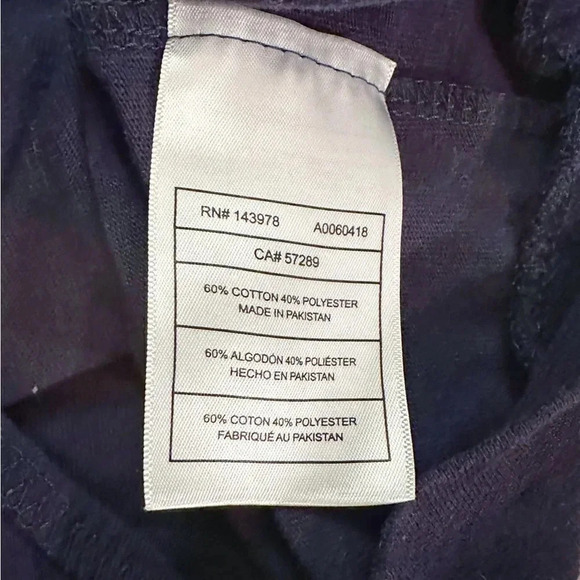 RN# 143978 A0060418
CA# 57289
60% COTTON 40% POLYESTER
MADE IN PAKISTAN
60% ALGODÓN 40% POLIÉSTER
HECHO EN PAKISTAN
60% COTON 40% POLYESTER
FABRIQUÉ AU PAKISTAN